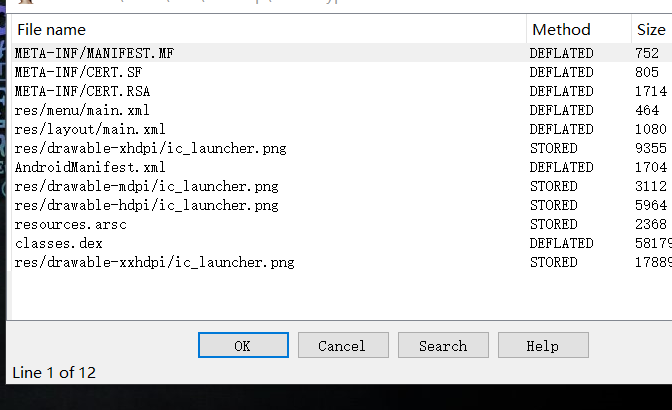 File name Method Size
META-INF/MANIFEST.MF DEFLATED 752
META-INF/CERT.SF DEFLATED 805
META-INF/CERT.RSA DEFLATED 1714
res/menu/main.xml DEFLATED 464
res/layout/main.xml DEFLATED 1080
res/drawable-xhdpi/ic_launcher.png STORED 9355
AndroidManifest.xml DEFLATED 1704
res/drawable-mdpi/ic_launcher.png STORED 3112
res/drawable-hdpi/ic_launcher.png STORED 5964
resources.arsc STORED 2368
classes.dex DEFLATED 58179
res/drawable-xxhdpi/ic_launcher.png STORED 17889
OK Cancel Search Help
Line 1 of 12